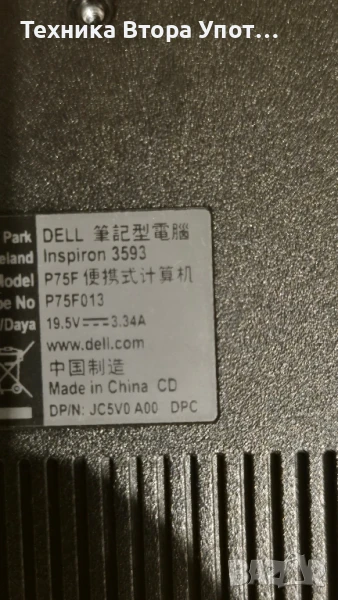 Техника Втора Упот...
Park DELL 筆記型電腦
eland Inspiron 3593
Model P75F 便携式计算机
pe No P75F013
/Daya 19.5V⎓3.34A
www.dell.com
中国制造
Made in China CD
DP/N: JC5V0 A00 DPC
BAZAR